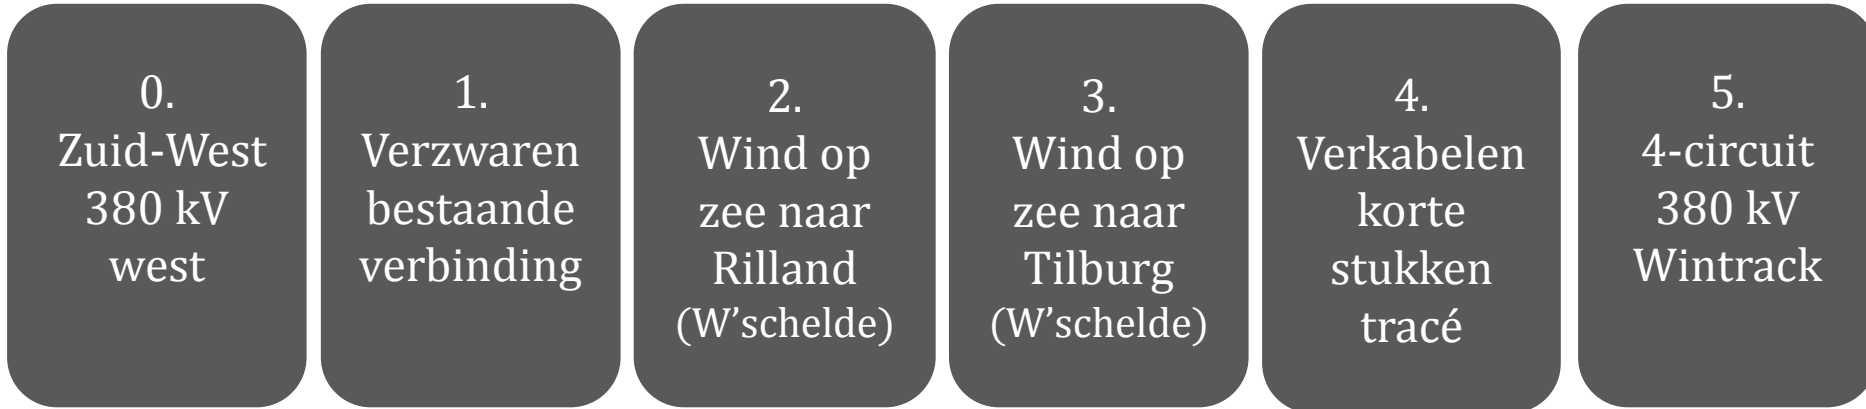 0.
Zuid-West
380 kV
west
1.
Verzwaren
bestaande
verbinding
2.
Wind op
zee naar
Rilland
(W’schelde)
3.
Wind op
zee naar
Tilburg
(W’schelde)
4.
Verkabelen
korte
stukken
tracé
5.
4-circuit
380 kV
Wintrack